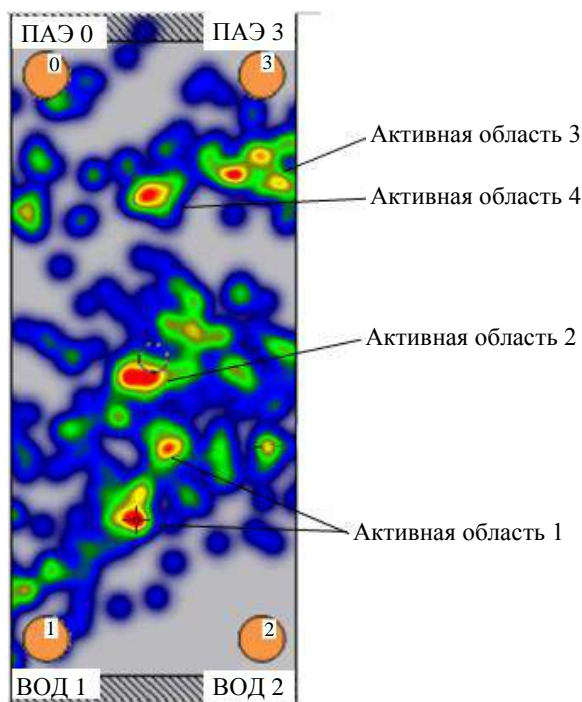 ПАЭ 0 ПАЭ 3
0 3
Активная область 3
Активная область 4
Активная область 2
Активная область 1
1 2
ВОД 1 ВОД 2